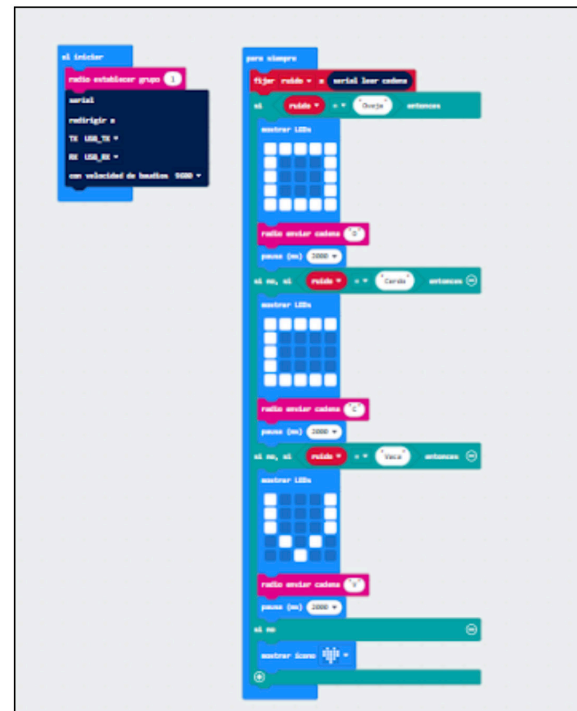 al iniciar
radio establecer grupo 1
serial
redirigir a
TX USB_TX
RX USB_RX
con velocidad de baudios 9600
para siempre
fijar ruido a serial leer cadena
si ruido = "Oveja" entonces
mostrar LEDs
radio enviar cadena "O"
pausa (ms) 2000
si no, si ruido = "Cerdo" entonces
mostrar LEDs
radio enviar cadena "C"
pausa (ms) 2000
si no, si ruido = "Vaca" entonces
mostrar LEDs
radio enviar cadena "V"
pausa (ms) 2000
si no
mostrar ícono